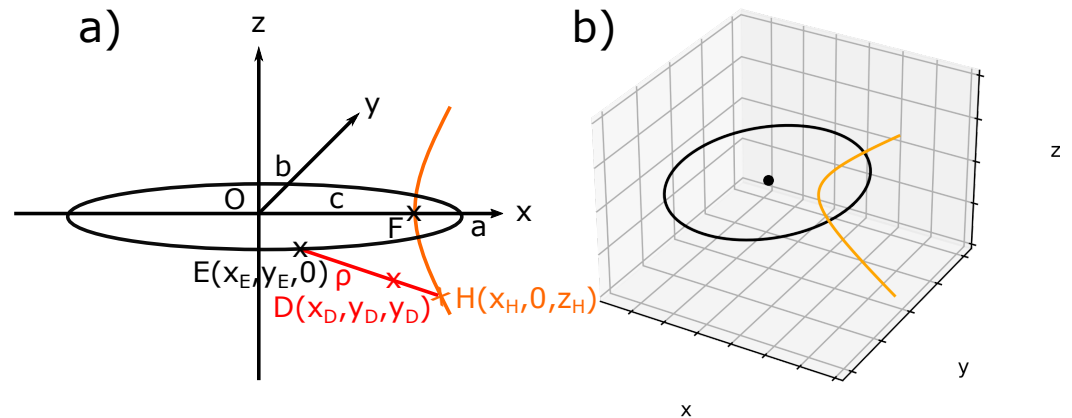 a)
z
y
b
O
c
x
F
a
E(x_E,y_E,0)
ρ
D(x_D,y_D,y_D)
H(x_H,0,z_H)
b)
z
y
x